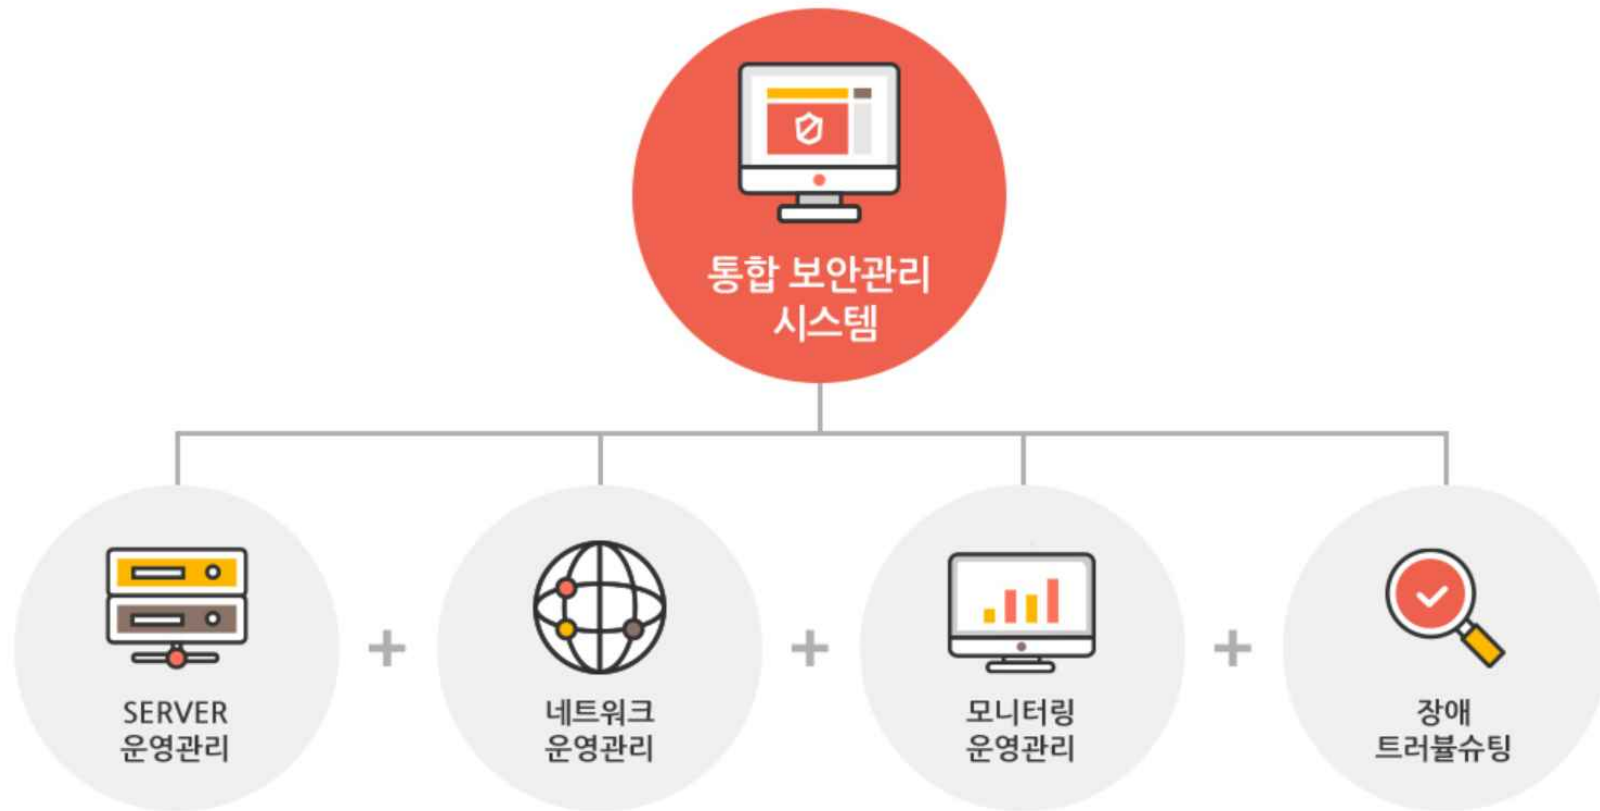 통합 보안관리
시스템
SERVER
운영관리
네트워크
운영관리
모니터링
운영관리
장애
트러블슈팅